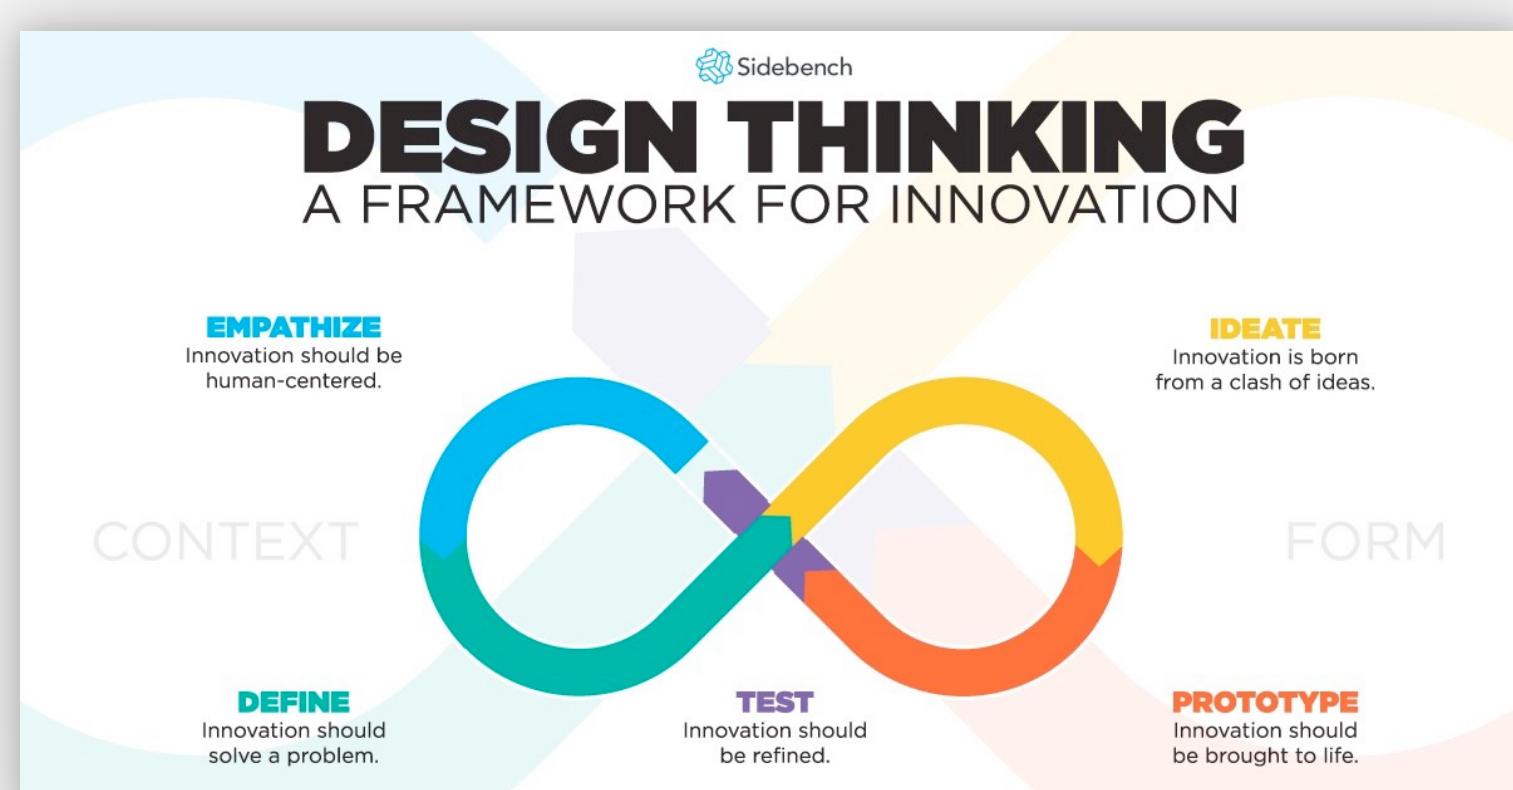 Sidebench
DESIGN THINKING
A FRAMEWORK FOR INNOVATION
EMPATHIZE
Innovation should be
human-centered.
IDEATE
Innovation is born
from a clash of ideas.
CONTEXT
FORM
DEFINE
Innovation should
solve a problem.
TEST
Innovation should
be refined.
PROTOTYPE
Innovation should
be brought to life.